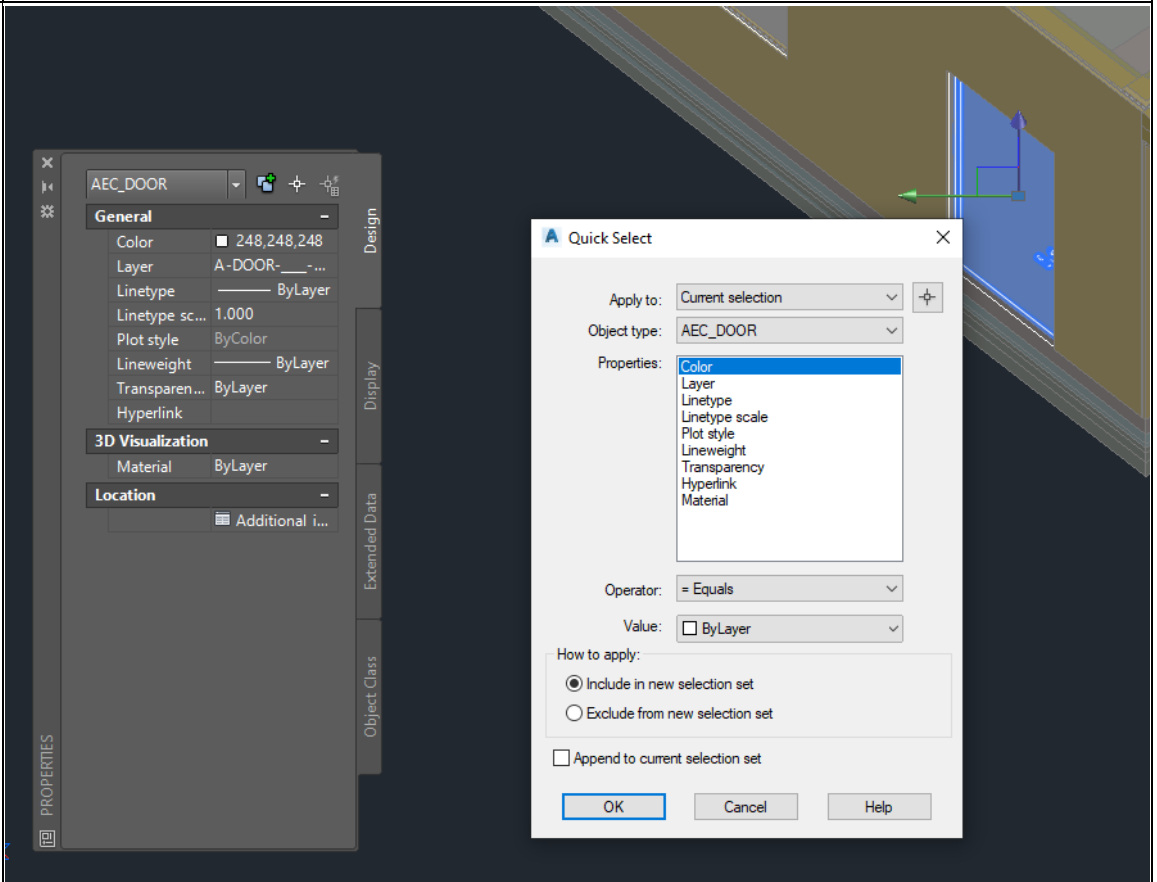 AEC_DOOR
General
Color 248,248,248
Layer A-DOOR-___-...
Linetype ByLayer
Linetype sc... 1.000
Plot style ByColor
Lineweight ByLayer
Transparen... ByLayer
Hyperlink
3D Visualization
Material ByLayer
Location
Additional i...
Design
Display
Extended Data
Object Class
PROPERTIES
Quick Select
Apply to: Current selection
Object type: AEC_DOOR
Properties:
Color
Layer
Linetype
Linetype scale
Plot style
Lineweight
Transparency
Hyperlink
Material
Operator: = Equals
Value: ByLayer
How to apply:
Include in new selection set
Exclude from new selection set
Append to current selection set
OK Cancel Help